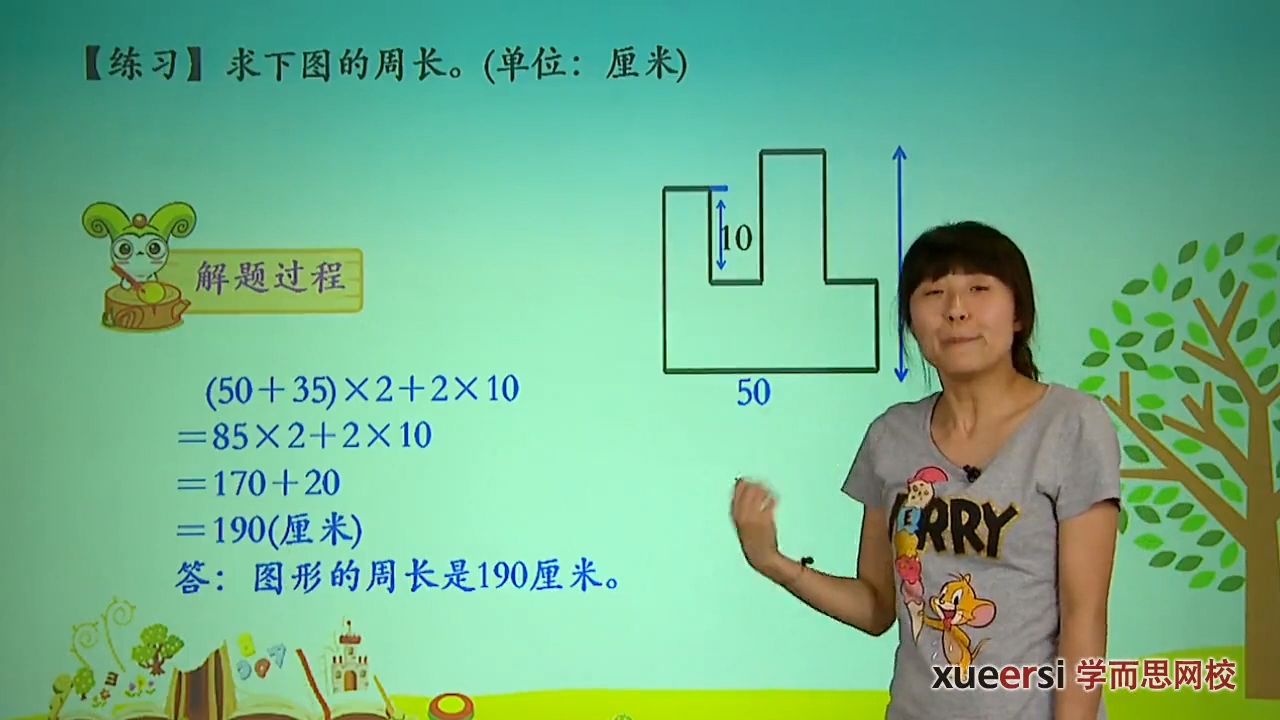 【练习】求下图的周长。(单位：厘米)
10
解题过程
50
(50＋35)×2＋2×10
＝85×2＋2×10
＝170＋20
＝190(厘米)
答：图形的周长是190厘米。
ERRY
xueersi 学而思网校